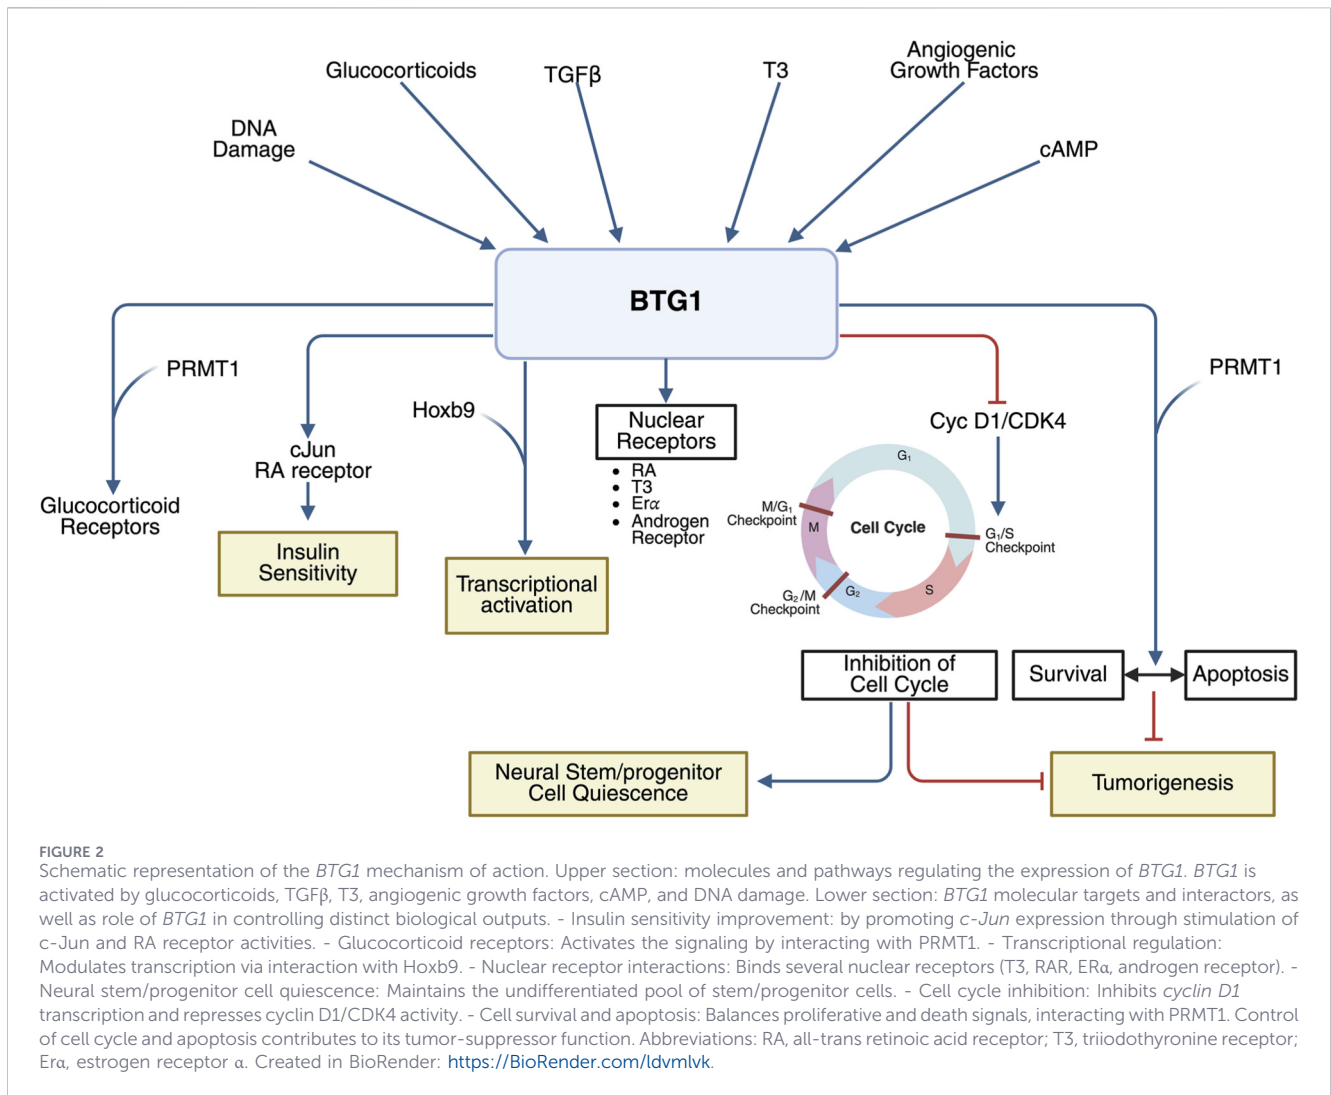 Glucocorticoids
TGFβ
T3
Angiogenic
Growth Factors
DNA
Damage
cAMP
BTG1
PRMT1
Hoxb9
cJun
RA receptor
Glucocorticoid
Receptors
Insulin
Sensitivity
Transcriptional
activation
Nuclear
Receptors
• RA
• T3
• Erα
• Androgen
Receptor
Cyc D1/CDK4
PRMT1
G₁
M/G₁
Checkpoint
M
Cell Cycle
G₁/S
Checkpoint
G₂/M
Checkpoint
G₂
S
Inhibition of
Cell Cycle
Survival
Apoptosis
Neural Stem/progenitor
Cell Quiescence
Tumorigenesis
FIGURE 2
Schematic representation of the BTG1 mechanism of action. Upper section: molecules and pathways regulating the expression of BTG1. BTG1 is
activated by glucocorticoids, TGFβ, T3, angiogenic growth factors, cAMP, and DNA damage. Lower section: BTG1 molecular targets and interactors, as
well as role of BTG1 in controlling distinct biological outputs. - Insulin sensitivity improvement: by promoting c-Jun expression through stimulation of
c-Jun and RA receptor activities. - Glucocorticoid receptors: Activates the signaling by interacting with PRMT1. - Transcriptional regulation:
Modulates transcription via interaction with Hoxb9. - Nuclear receptor interactions: Binds several nuclear receptors (T3, RAR, ERα, androgen receptor). -
Neural stem/progenitor cell quiescence: Maintains the undifferentiated pool of stem/progenitor cells. - Cell cycle inhibition: Inhibits cyclin D1
transcription and represses cyclin D1/CDK4 activity. - Cell survival and apoptosis: Balances proliferative and death signals, interacting with PRMT1. Control
of cell cycle and apoptosis contributes to its tumor-suppressor function. Abbreviations: RA, all-trans retinoic acid receptor; T3, triiodothyronine receptor;
Erα, estrogen receptor α. Created in BioRender: https://BioRender.com/ldvmlvk.